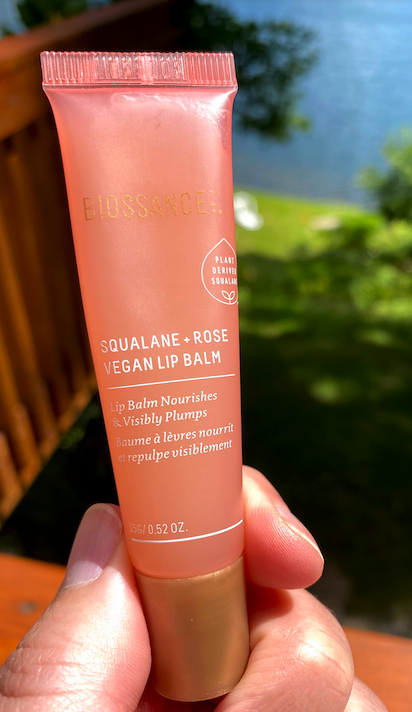 BIOSSANCE
PLANT
DERIVED
SQUALANE
SQUALANE + ROSE
VEGAN LIP BALM
Lip Balm Nourishes
& Visibly Plumps
Baume à lèvres nourrit
et repulpe visiblement
15G/ 0.52 OZ.